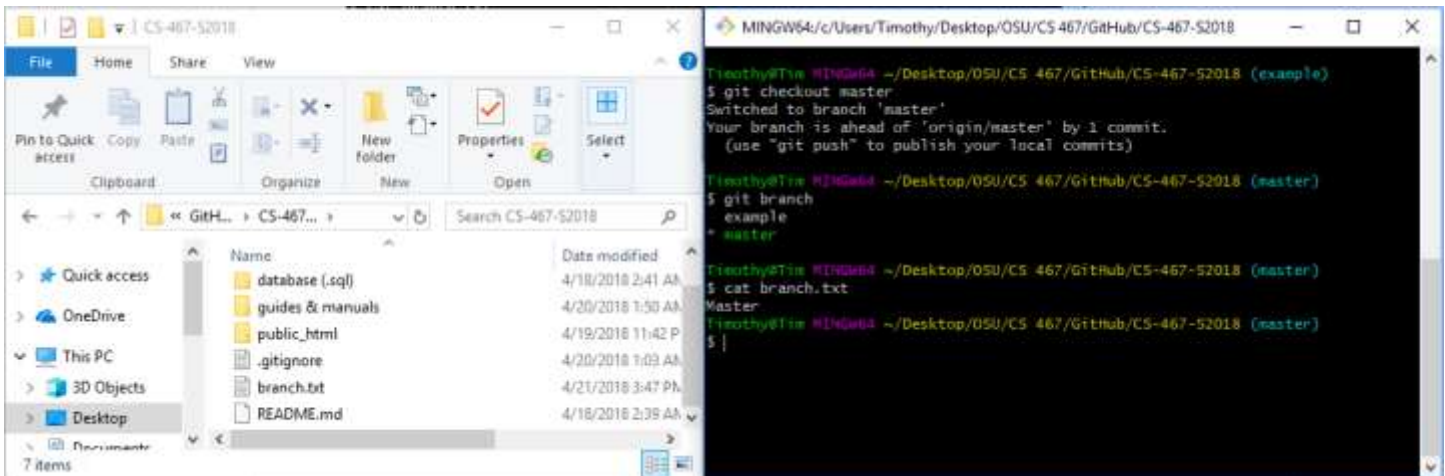 CS-467-S2018
File Home Share View
Pin to Quick access
Copy
Paste
New folder
Properties
Select
Clipboard
Organize
New
Open
« GitH... › CS-467... ›
Search CS-467-S2018
Quick access
OneDrive
This PC
3D Objects
Desktop
Documents
Name Date modified
database (.sql) 4/18/2018 2:41 AM
guides & manuals 4/20/2018 1:50 AM
public_html 4/19/2018 11:42 P
.gitignore 4/20/2018 1:03 AM
branch.txt 4/21/2018 3:47 PM
README.md 4/18/2018 2:39 AM
7 items
MINGW64:/c/Users/Timothy/Desktop/OSU/CS 467/GitHub/CS-467-S2018
Timothy@Tim MINGW64 ~/Desktop/OSU/CS 467/GitHub/CS-467-S2018 (example)
$ git checkout master
Switched to branch 'master'
Your branch is ahead of 'origin/master' by 1 commit.
(use "git push" to publish your local commits)
Timothy@Tim MINGW64 ~/Desktop/OSU/CS 467/GitHub/CS-467-S2018 (master)
$ git branch
example
* master
Timothy@Tim MINGW64 ~/Desktop/OSU/CS 467/GitHub/CS-467-S2018 (master)
$ cat branch.txt
Master
Timothy@Tim MINGW64 ~/Desktop/OSU/CS 467/GitHub/CS-467-S2018 (master)
$